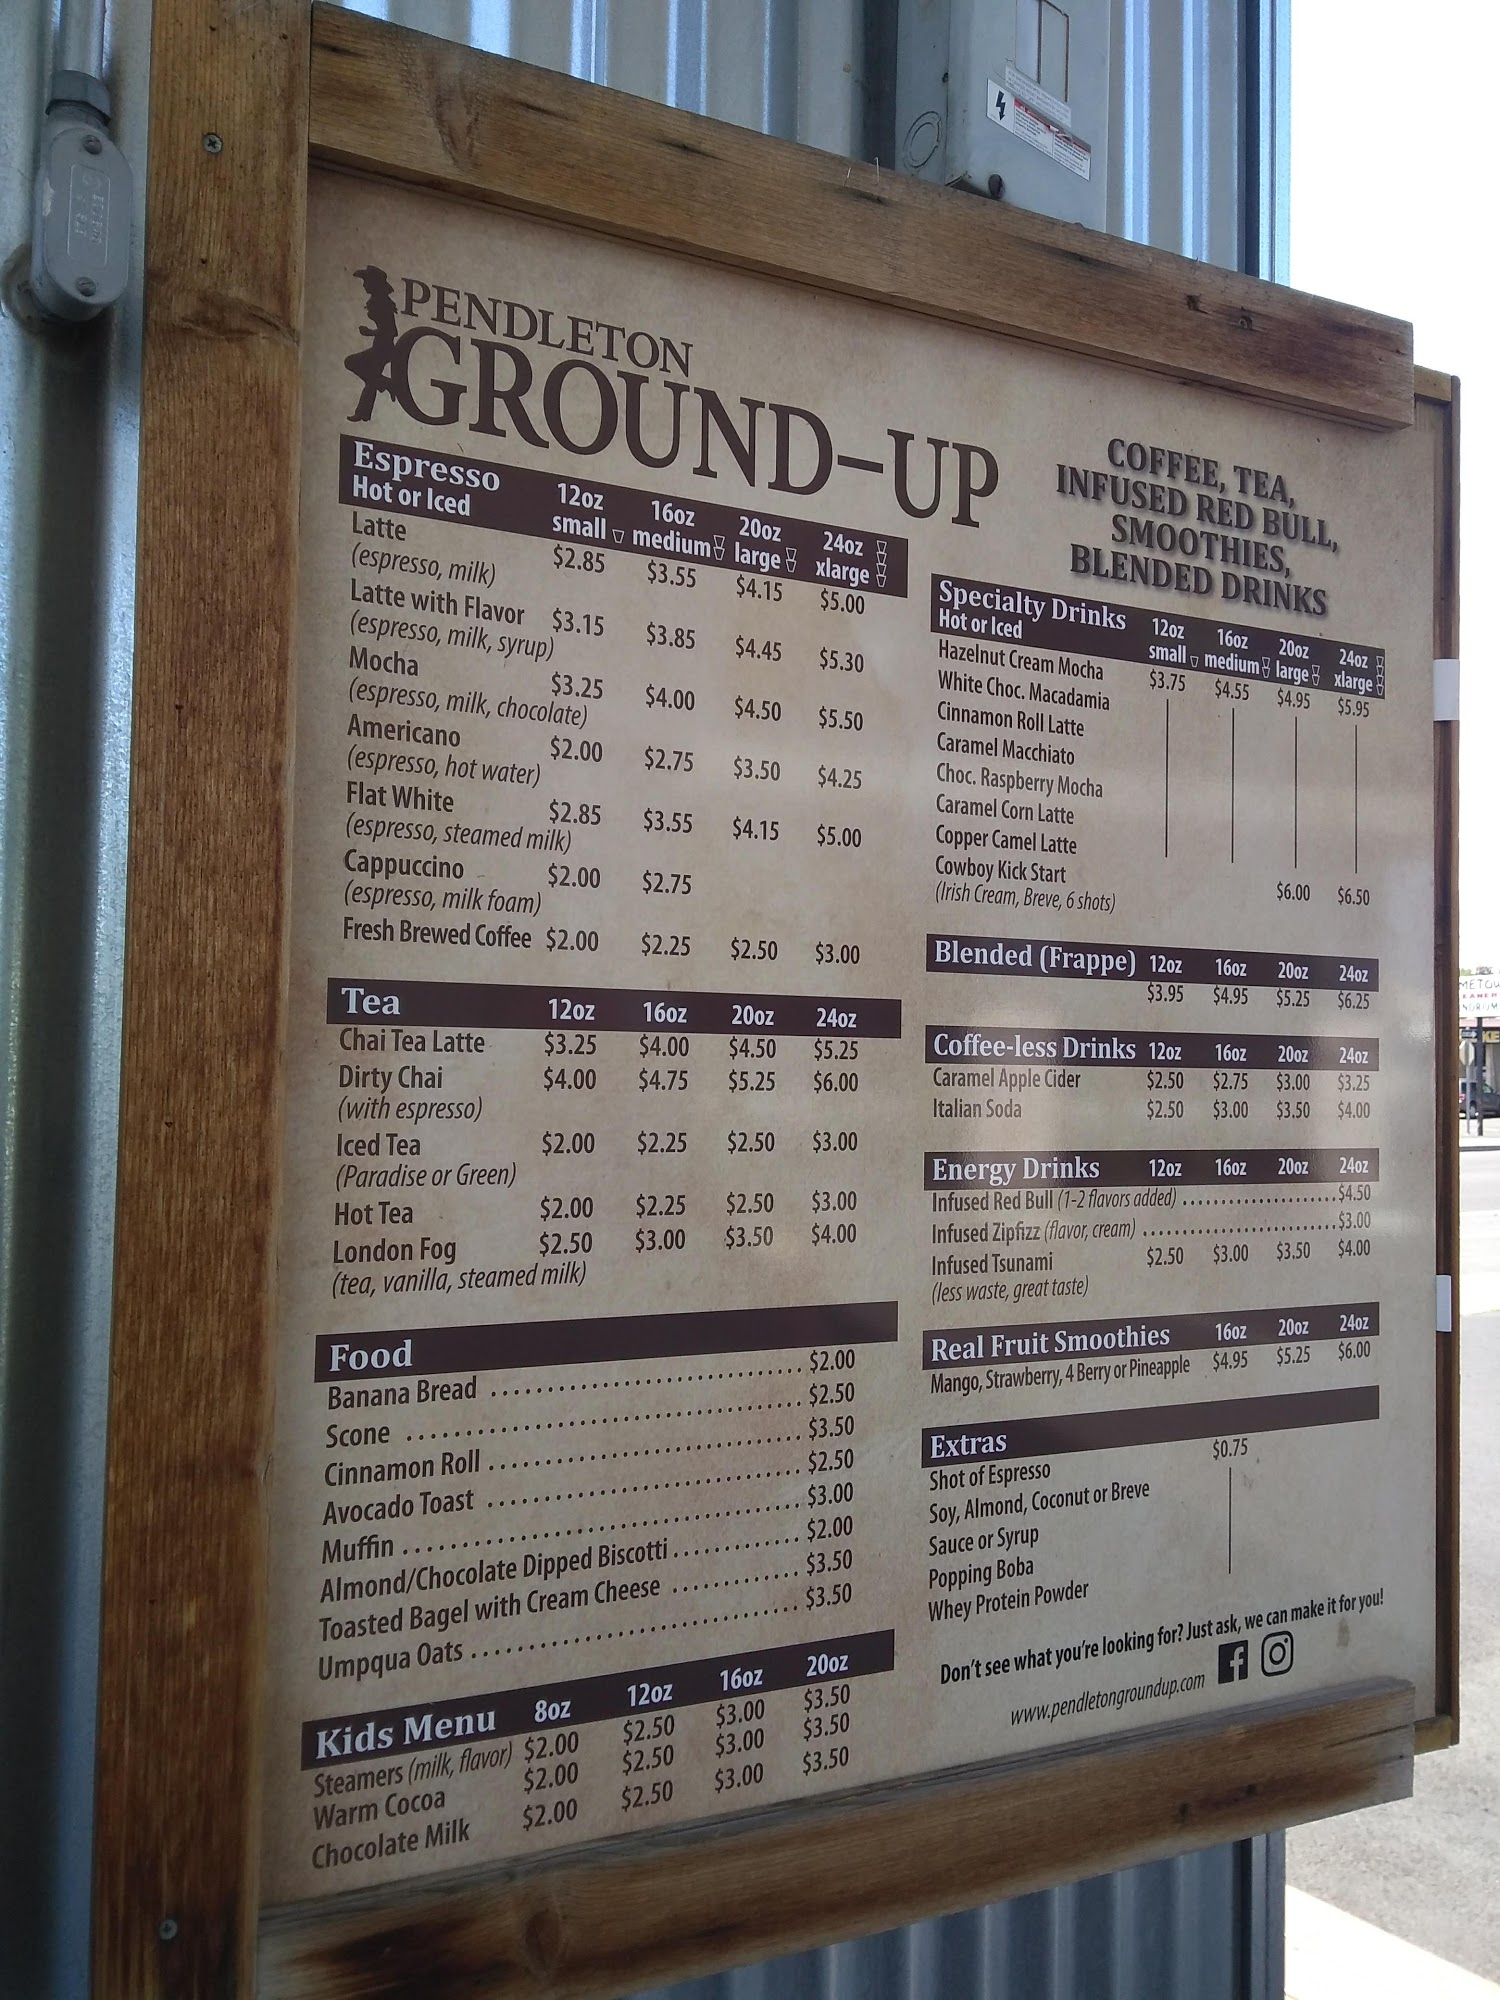 PENDLETON
GROUND-UP
COFFEE, TEA,
INFUSED RED BULL,
SMOOTHIES,
BLENDED DRINKS
Espresso
Hot or Iced
12oz small 16oz medium 20oz large 24oz xlarge
Latte $2.85 $3.55 $4.15 $5.00
(espresso, milk)
Latte with Flavor $3.15 $3.85 $4.45 $5.30
(espresso, milk, syrup)
Mocha $3.25 $4.00 $4.50 $5.50
(espresso, milk, chocolate)
Americano $2.00 $2.75 $3.50 $4.25
(espresso, hot water)
Flat White $2.85 $3.55 $4.15 $5.00
(espresso, steamed milk)
Cappuccino $2.00 $2.75
(espresso, milk foam)
Fresh Brewed Coffee $2.00 $2.25 $2.50 $3.00
Tea 12oz 16oz 20oz 24oz
Chai Tea Latte $3.25 $4.00 $4.50 $5.25
Dirty Chai $4.00 $4.75 $5.25 $6.00
(with espresso)
Iced Tea $2.00 $2.25 $2.50 $3.00
(Paradise or Green)
Hot Tea $2.00 $2.25 $2.50 $3.00
London Fog $2.50 $3.00 $3.50 $4.00
(tea, vanilla, steamed milk)
Food
Banana Bread $2.00
Scone $2.50
Cinnamon Roll $3.50
Avocado Toast $2.50
Muffin $3.00
Almond/Chocolate Dipped Biscotti $2.00
Toasted Bagel with Cream Cheese $3.50
Umpqua Oats $3.50
Kids Menu 8oz 12oz 16oz 20oz
Steamers (milk, flavor) $2.00 $2.50 $3.00 $3.50
Warm Cocoa $2.00 $2.50 $3.00 $3.50
Chocolate Milk $2.00 $2.50 $3.00 $3.50
Specialty Drinks
Hot or Iced
12oz small 16oz medium 20oz large 24oz xlarge
Hazelnut Cream Mocha $3.75 $4.55 $4.95 $5.95
White Choc. Macadamia
Cinnamon Roll Latte
Caramel Macchiato
Choc. Raspberry Mocha
Caramel Corn Latte
Copper Camel Latte
Cowboy Kick Start $6.00 $6.50
(Irish Cream, Breve, 6 shots)
Blended (Frappe) 12oz 16oz 20oz 24oz
$3.95 $4.95 $5.25 $6.25
Coffee-less Drinks 12oz 16oz 20oz 24oz
Caramel Apple Cider $2.50 $2.75 $3.00 $3.25
Italian Soda $2.50 $3.00 $3.50 $4.00
Energy Drinks 12oz 16oz 20oz 24oz
Infused Red Bull (1-2 flavors added) $4.50
Infused Zipfizz (flavor, cream) $3.00
Infused Tsunami $2.50 $3.00 $3.50 $4.00
(less waste, great taste)
Real Fruit Smoothies 16oz 20oz 24oz
Mango, Strawberry, 4 Berry or Pineapple $4.95 $5.25 $6.00
Extras
Shot of Espresso $0.75
Soy, Almond, Coconut or Breve
Sauce or Syrup
Popping Boba
Whey Protein Powder
Don't see what you're looking for? Just ask, we can make it for you!
www.pendletongroundup.com